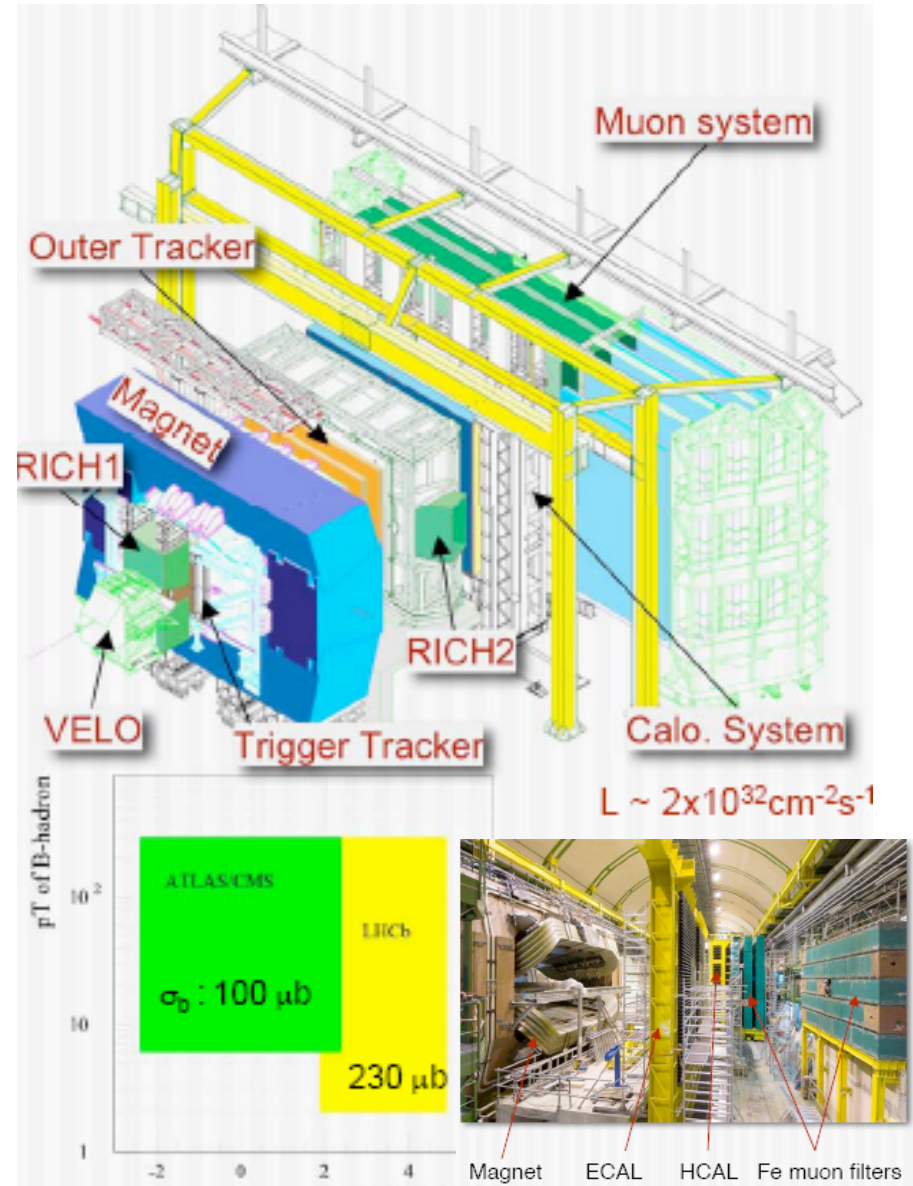 Muon system
Outer Tracker
Magnet
RICH1
RICH2
VELO
Trigger Tracker
Calo. System
L ~ 2x10³²cm⁻²s⁻¹
pT of B-hadron
10²
10
1
ATLAS/CMS
σb : 100 μb
LHCb
230 μb
-2 0 2 4
Magnet ECAL HCAL Fe muon filters